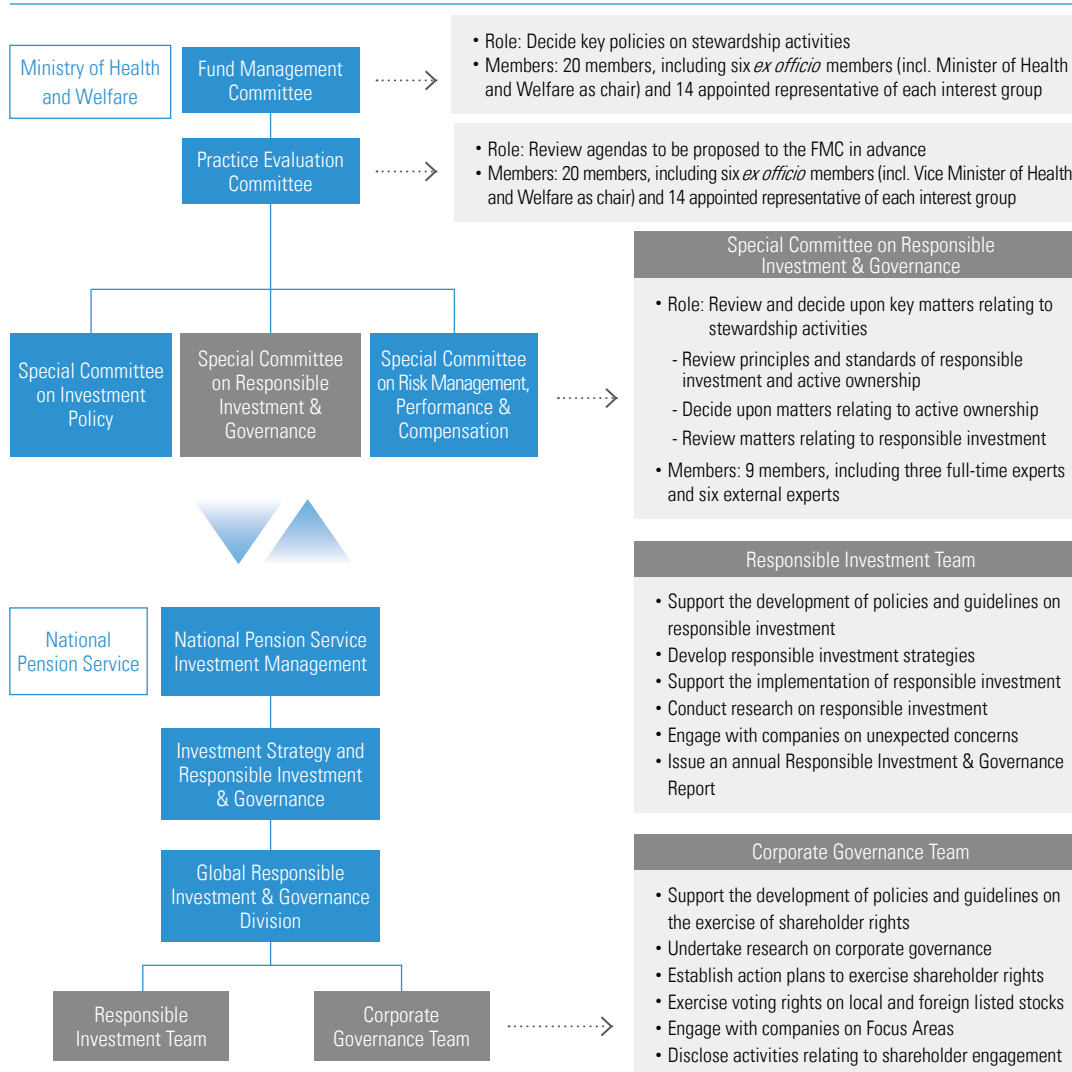 Ministry of Health
and Welfare
Fund Management
Committee
• Role: Decide key policies on stewardship activities
• Members: 20 members, including six ex officio members (incl. Minister of Health
and Welfare as chair) and 14 appointed representative of each interest group
Practice Evaluation
Committee
• Role: Review agendas to be proposed to the FMC in advance
• Members: 20 members, including six ex officio members (incl. Vice Minister of Health
and Welfare as chair) and 14 appointed representative of each interest group
Special Committee
on Investment
Policy
Special Committee
on Responsible
Investment &
Governance
Special Committee
on Risk Management,
Performance &
Compensation
Special Committee on Responsible
Investment & Governance
• Role: Review and decide upon key matters relating to
stewardship activities
- Review principles and standards of responsible
investment and active ownership
- Decide upon matters relating to active ownership
- Review matters relating to responsible investment
• Members: 9 members, including three full-time experts
and six external experts
National
Pension Service
National Pension Service
Investment Management
Investment Strategy and
Responsible Investment
& Governance
Global Responsible
Investment & Governance
Division
Responsible
Investment Team
Corporate
Governance Team
Responsible Investment Team
• Support the development of policies and guidelines on
responsible investment
• Develop responsible investment strategies
• Support the implementation of responsible investment
• Conduct research on responsible investment
• Engage with companies on unexpected concerns
• Issue an annual Responsible Investment & Governance
Report
Corporate Governance Team
• Support the development of policies and guidelines on
the exercise of shareholder rights
• Undertake research on corporate governance
• Establish action plans to exercise shareholder rights
• Exercise voting rights on local and foreign listed stocks
• Engage with companies on Focus Areas
• Disclose activities relating to shareholder engagement